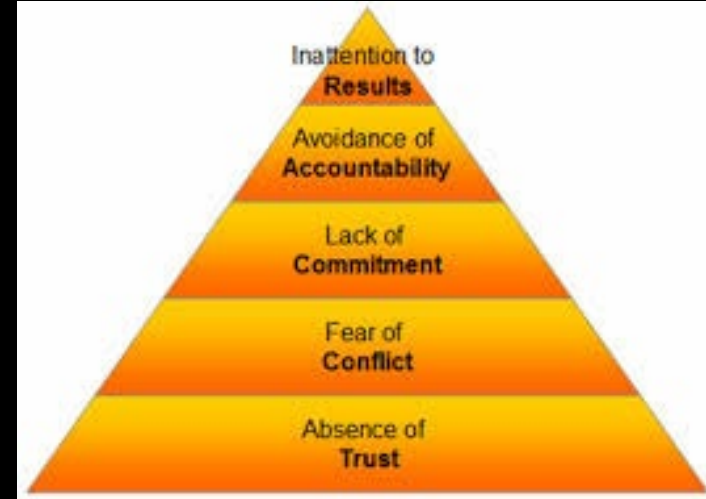 Inattention to
Results
Avoidance of
Accountability
Lack of
Commitment
Fear of
Conflict
Absence of
Trust